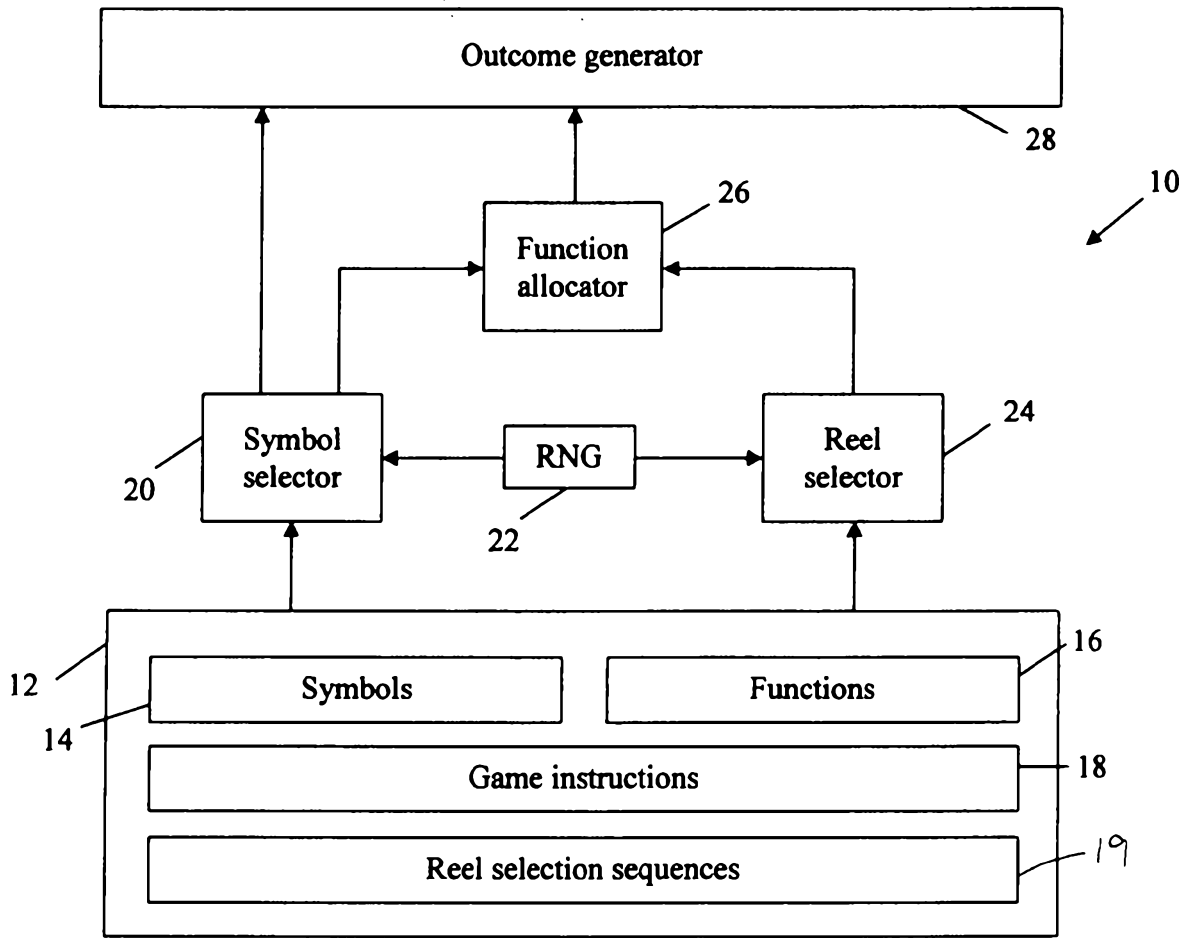 Outcome generator
28
10
26
Function
allocator
24
20
Symbol
selector
RNG
22
Reel
selector
12
14
16
Symbols
Functions
Game instructions
18
Reel selection sequences
19